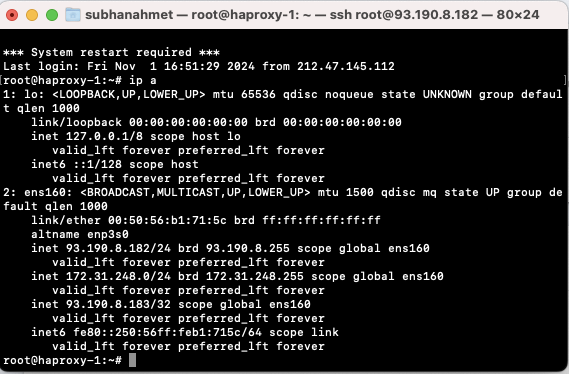 subhanahmet — root@haproxy-1: ~ — ssh root@93.190.8.182 — 80×24
*** System restart required ***
Last login: Fri Nov  1 16:51:29 2024 from 212.47.145.112
[root@haproxy-1:~# ip a
1: lo: <LOOPBACK,UP,LOWER_UP> mtu 65536 qdisc noqueue state UNKNOWN group defaul
t qlen 1000
    link/loopback 00:00:00:00:00:00 brd 00:00:00:00:00:00
    inet 127.0.0.1/8 scope host lo
       valid_lft forever preferred_lft forever
    inet6 ::1/128 scope host
       valid_lft forever preferred_lft forever
2: ens160: <BROADCAST,MULTICAST,UP,LOWER_UP> mtu 1500 qdisc mq state UP group de
fault qlen 1000
    link/ether 00:50:56:b1:71:5c brd ff:ff:ff:ff:ff:ff
    altname enp3s0
    inet 93.190.8.182/24 brd 93.190.8.255 scope global ens160
       valid_lft forever preferred_lft forever
    inet 172.31.248.0/24 brd 172.31.248.255 scope global ens160
       valid_lft forever preferred_lft forever
    inet 93.190.8.183/32 scope global ens160
       valid_lft forever preferred_lft forever
    inet6 fe80::250:56ff:feb1:715c/64 scope link
       valid_lft forever preferred_lft forever
root@haproxy-1:~#